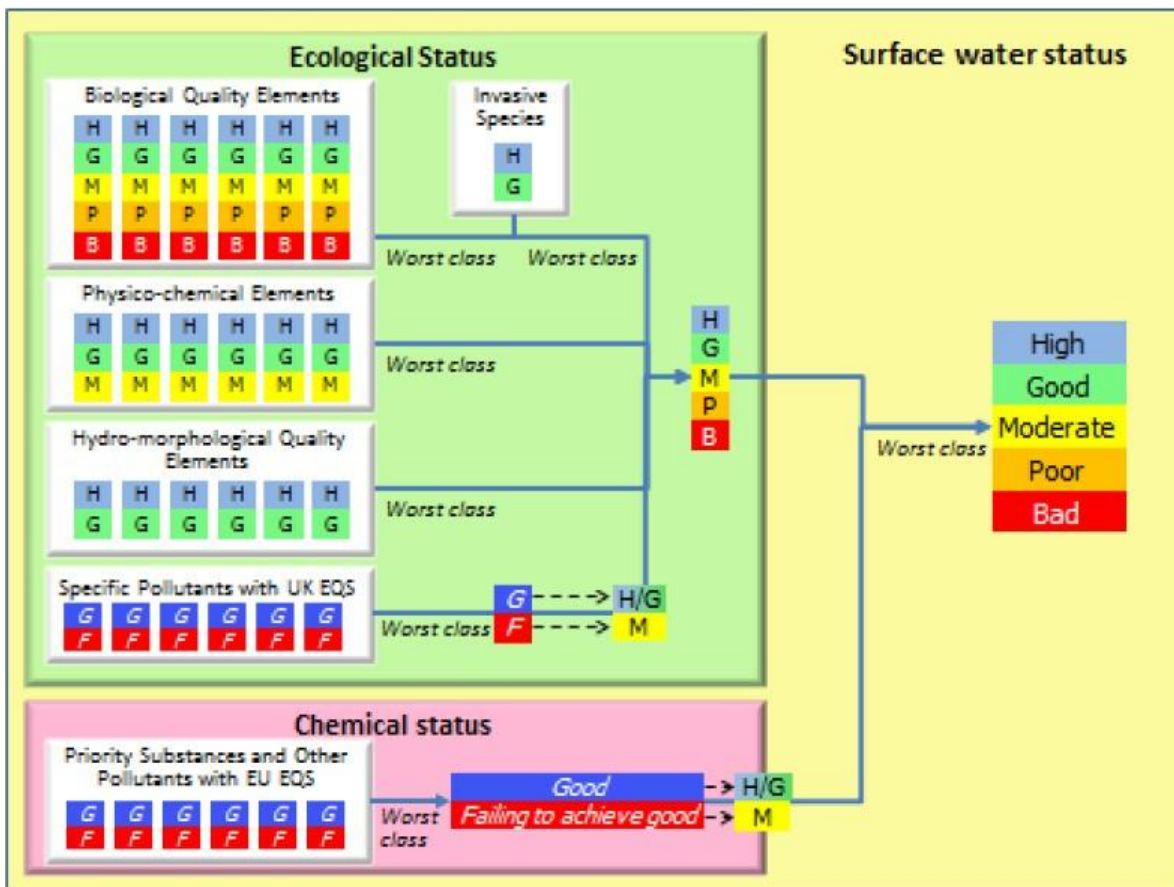 Ecological Status
Surface water status
Biological Quality Elements
H H H H H H
G G G G G G
M M M M M M
P P P P P P
B B B B B B
Invasive
Species
H
G
Worst class
Worst class
Physico-chemical Elements
H H H H H H
G G G G G G
M M M M M M
Worst class
H
G
M
P
B
High
Good
Moderate
Poor
Bad
Worst class
Hydro-morphological Quality
Elements
H H H H H H
G G G G G G
Worst class
Specific Pollutants with UK EQS
G G G G G G
F F F F F F
Worst class
G
F
H/G
M
Chemical status
Priority Substances and Other
Pollutants with EU EQS
G G G G G G
F F F F F F
Worst
class
Good
Failing to achieve good
H/G
M